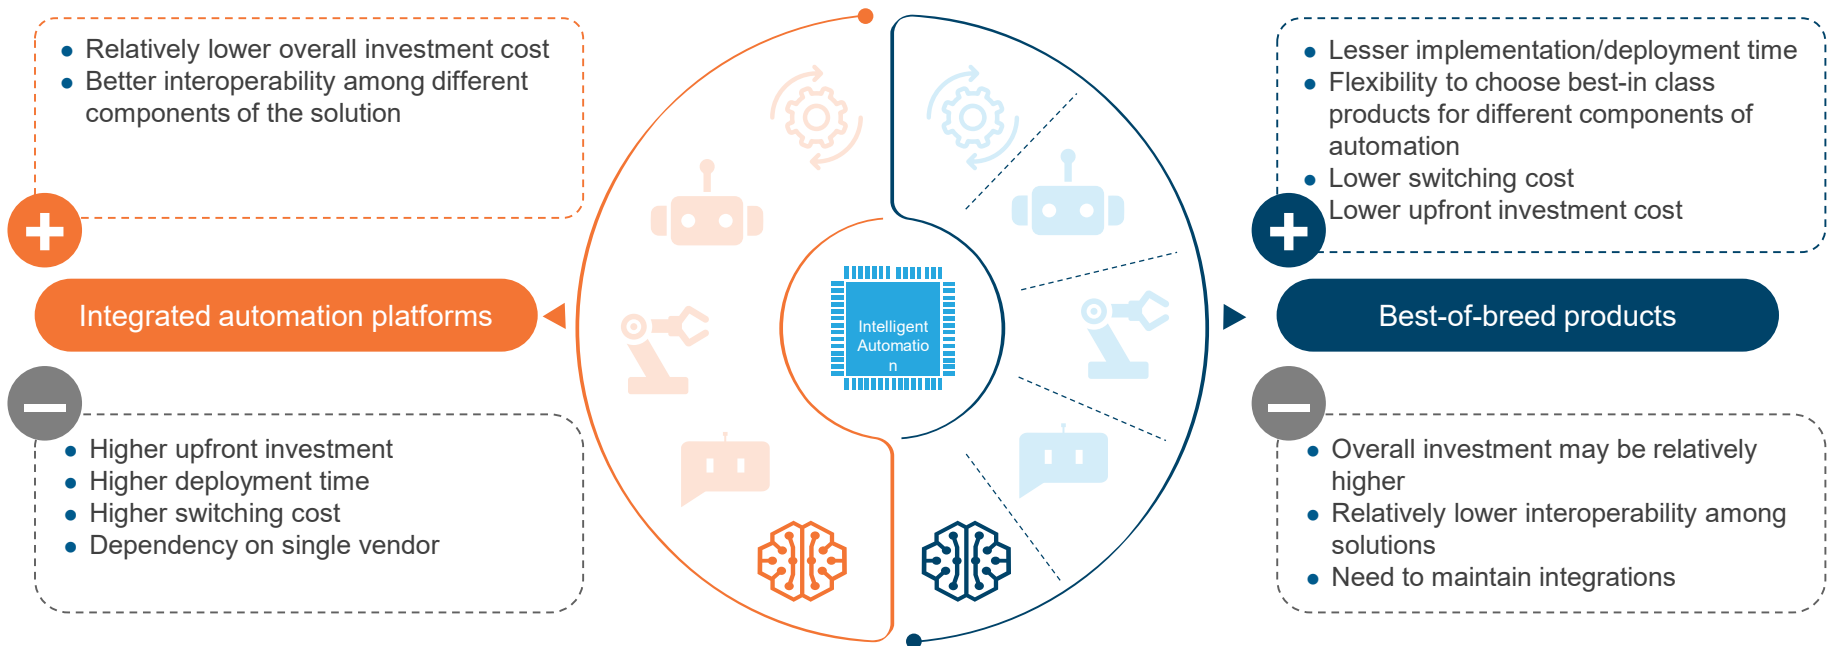 ● Relatively lower overall investment cost
● Better interoperability among different
components of the solution
Integrated automation platforms
● Higher upfront investment
● Higher deployment time
● Higher switching cost
● Dependency on single vendor
Intelligent
Automatio
n
● Lesser implementation/deployment time
● Flexibility to choose best-in class
products for different components of
automation
● Lower switching cost
Lower upfront investment cost
Best-of-breed products
● Overall investment may be relatively
higher
● Relatively lower interoperability among
solutions
● Need to maintain integrations